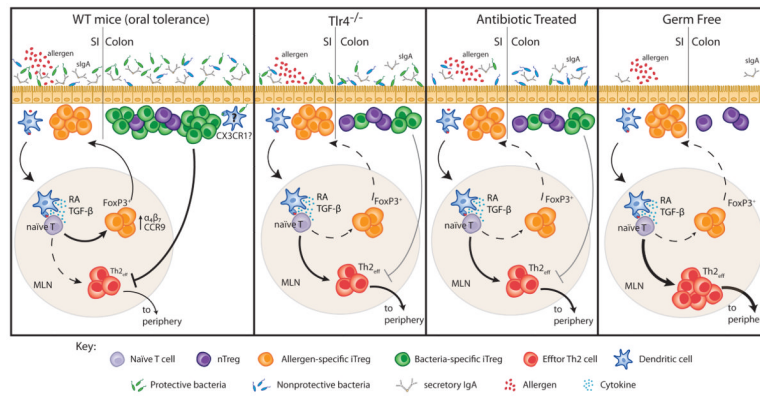 WT mice (oral tolerance)
SI Colon
allergen
sIgA
?
CX3CR1?
RA
TGF-β
FoxP3⁺
α₄β₇
CCR9
naïve T
Th2eff
MLN
to
periphery
Tlr4⁻/⁻
SI Colon
allergen
sIgA
RA
TGF-β
FoxP3⁺
naïve T
Th2eff
MLN
to
periphery
Antibiotic Treated
SI Colon
allergen
sIgA
RA
TGF-β
FoxP3⁺
naïve T
Th2eff
MLN
to
periphery
Germ Free
SI Colon
allergen
sIgA
RA
TGF-β
FoxP3⁺
naïve T
Th2eff
MLN
to
periphe
Key:
Naïve T cell nTreg Allergen-specific iTreg Bacteria-specific iTreg Efftor Th2 cell Dendritic cell
Protective bacteria Nonprotective bacteria secretory IgA Allergen Cytokine